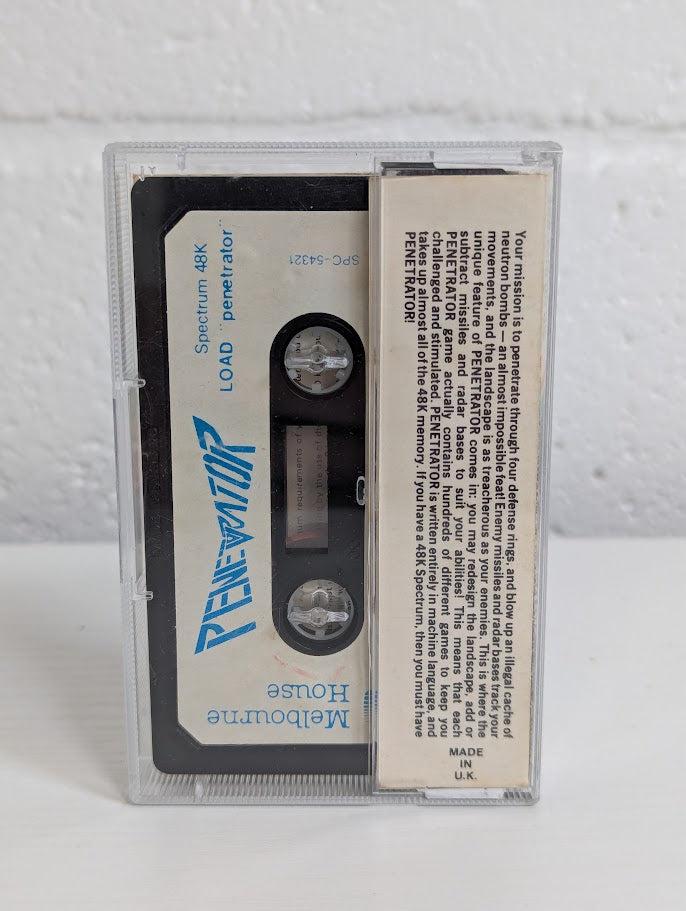 Spectrum 48K
LOAD "penetrator"
SPC-54321
PENETRATOR
Melbourne
House
Your mission is to penetrate through four defense rings, and blow up an illegal cache of
neutron bombs — an almost impossible feat! Enemy missiles and radar bases track your
movements, and the landscape is as treacherous as your enemies. This is where the
unique feature of PENETRATOR comes in: you may redesign the landscape, add or
subtract missiles and radar bases to suit your abilities! This means that each
PENETRATOR game actually contains hundreds of different games to keep you
challenged and stimulated. PENETRATOR is written entirely in machine language, and
takes up almost all of the 48K memory. If you have a 48K Spectrum, then you must have
PENETRATOR!
MADE
IN
U.K.
requirements of